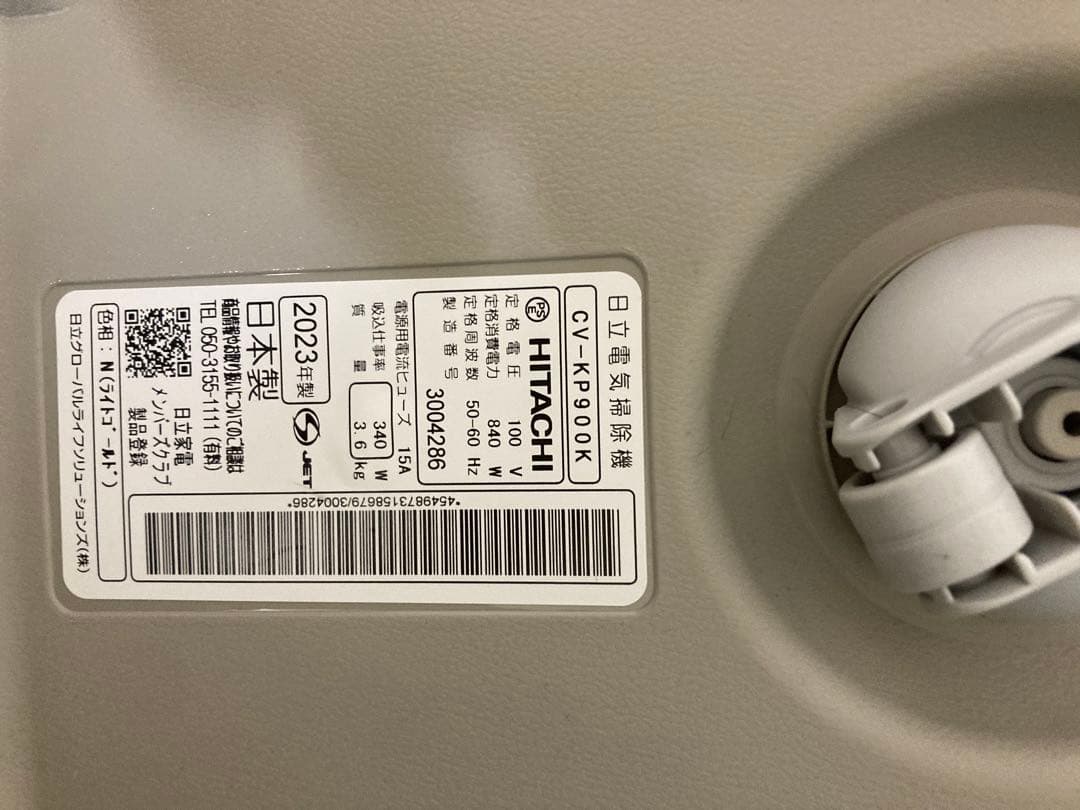 日立電気掃除機
CV-KP900K
PS E HITACHI
定格電圧 100 V
定格消費電力 840 W
定格周波数 50-60 Hz
製造番号 3004286
電源用電流ヒューズ 15A
吸込仕事率 340 W
質量 3.6 kg
2023年製
JET
日本製
商品情報やお取り扱いについてのご相談は
TEL 050-3155-1111 (有料)
日立家電
メンバーズクラブ
製品登録
色相:N(ライトゴールド)
日立グローバルライフソリューションズ(株)
*4549873158679/3004286*